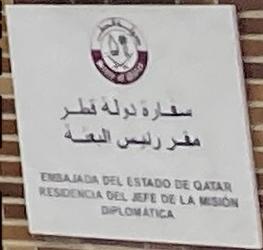 سفارة دولة قطر
مقر رئيس البعثة
EMBAJADA DEL ESTADO DE QATAR
RESIDENCIA DEL JEFE DE LA MISIÓN
DIPLOMÁTICA